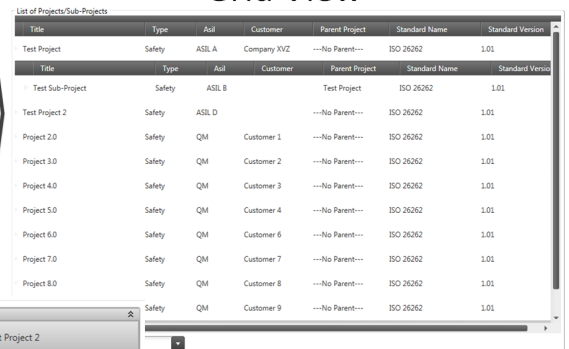 Grid View
List of Projects/Sub-Projects
Title Type Asil Customer Parent Project Standard Name Standard Version
Test Project Safety ASIL A Company XVZ ---No Parent--- ISO 26262 1.01
Title Type Asil Customer Parent Project Standard Name Standard Versio
Test Sub-Project Safety ASIL B Test Project ISO 26262 1.01
Test Project 2 Safety ASIL D ---No Parent--- ISO 26262 1.01
Project 2.0 Safety QM Customer 1 ---No Parent--- ISO 26262 1.01
Project 3.0 Safety QM Customer 2 ---No Parent--- ISO 26262 1.01
Project 4.0 Safety QM Customer 3 ---No Parent--- ISO 26262 1.01
Project 5.0 Safety QM Customer 4 ---No Parent--- ISO 26262 1.01
Project 6.0 Safety QM Customer 6 ---No Parent--- ISO 26262 1.01
Project 7.0 Safety QM Customer 7 ---No Parent--- ISO 26262 1.01
Project 8.0 Safety QM Customer 8 ---No Parent--- ISO 26262 1.01
Safety QM Customer 9 ---No Parent--- ISO 26262 1.01
t Project 2